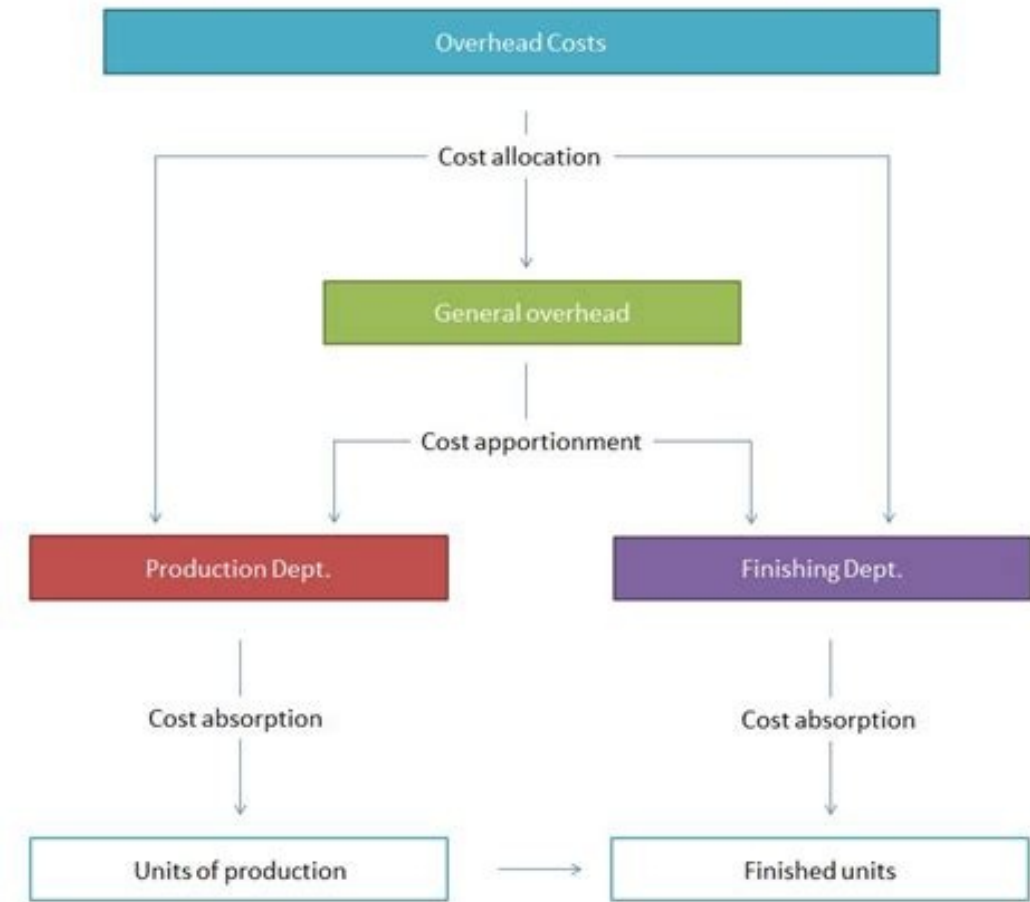 Overhead Costs
Cost allocation
General overhead
Cost apportionment
Production Dept.
Finishing Dept.
Cost absorption
Cost absorption
Units of production
Finished units